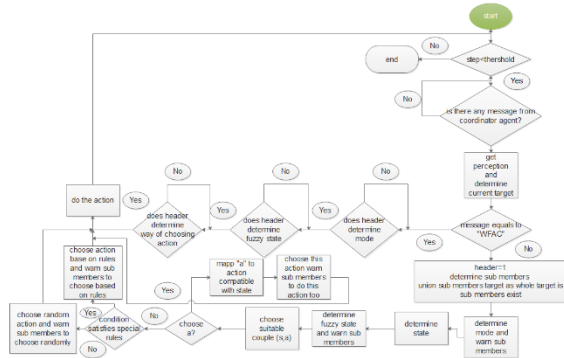 start
step<thershold
No
end
Yes
No
is there any message from
coordinator agent?
get
perception
and
determine
current target
message equals to
"WFAC"
Yes
No
header=1
determine sub members
union sub members target as whole target is
sub members exist
determine
mode and warn
sub members
determine
state
determine
fuzzy state
and warn sub
members
choose
suitable
couple (s,a)
choose
a?
Yes
No
mapp "a" to
action
compatible
with state
choose this
action warn
sub members
to do this
action too
condition
satisfies special
rules
Yes
No
choose action
base on rules
and warn sub
members to
choose based
on rules
choose random
action and warn
sub members to
choose randomly
do the action
does header
determine
way of choosing
action
Yes
No
does header
determine
fuzzy state
Yes
No
does header
determine
mode
Yes
No